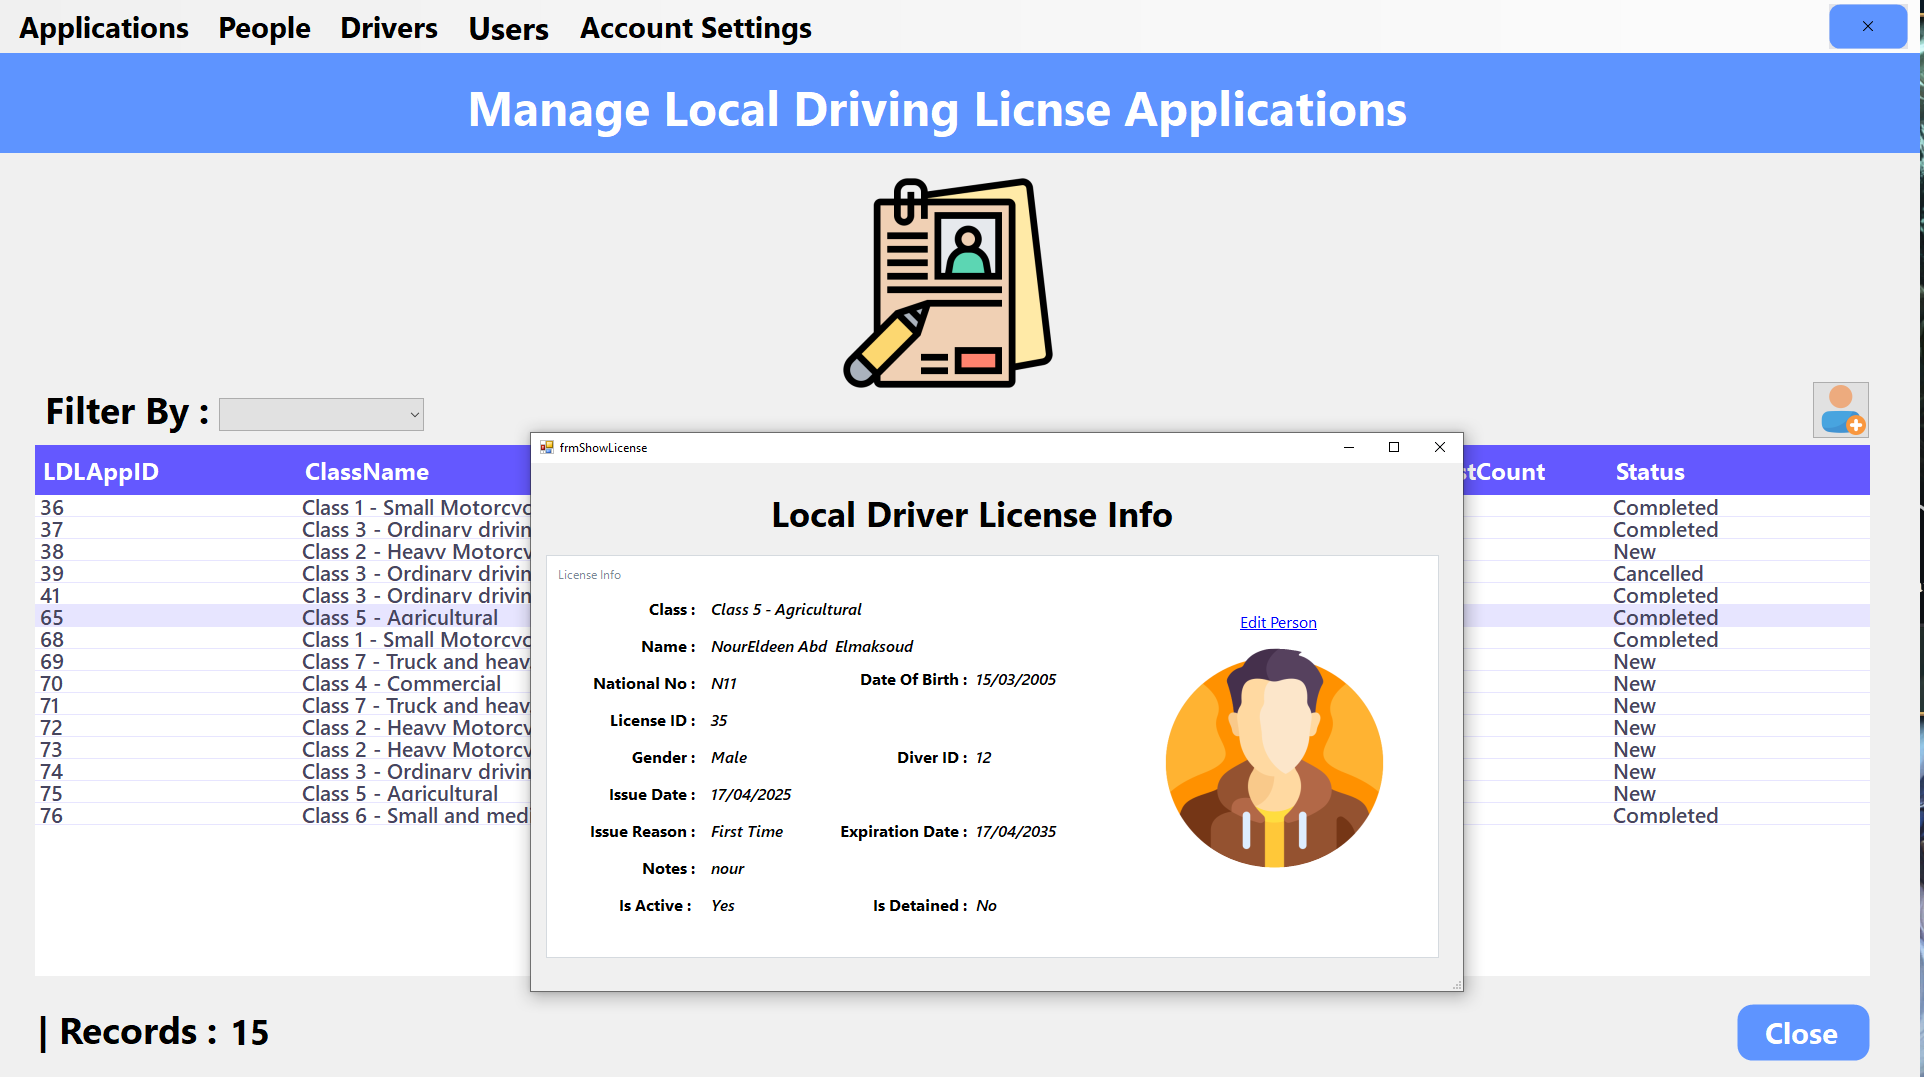 Applications People Drivers Users Account Settings
Manage Local Driving Licnse Applications
Filter By :
LDLAppID ClassName stCount Status
36 Class 1 - Small Motorcyc Completed
37 Class 3 - Ordinary drivin Completed
38 Class 2 - Heavy Motorcy New
39 Class 3 - Ordinary drivin Cancelled
41 Class 3 - Ordinary drivin Completed
65 Class 5 - Agricultural Completed
68 Class 1 - Small Motorcyc Completed
69 Class 7 - Truck and heav New
70 Class 4 - Commercial New
71 Class 7 - Truck and heav New
72 Class 2 - Heavy Motorcy New
73 Class 2 - Heavy Motorcy New
74 Class 3 - Ordinary drivin New
75 Class 5 - Agricultural New
76 Class 6 - Small and medi Completed
frmShowLicense
Local Driver License Info
License Info
Class : Class 5 - Agricultural
Edit Person
Name : NourEldeen Abd Elmaksoud
National No : N11 Date Of Birth : 15/03/2005
License ID : 35
Gender : Male Diver ID : 12
Issue Date : 17/04/2025
Issue Reason : First Time Expiration Date : 17/04/2035
Notes : nour
Is Active : Yes Is Detained : No
| Records : 15
Close